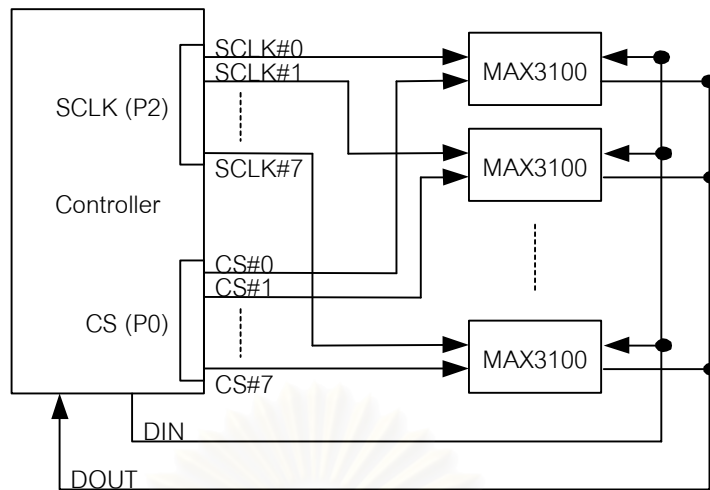 SCLK#0
SCLK#1
SCLK (P2)
SCLK#7
Controller
CS#0
CS#1
CS (P0)
CS#7
DIN
DOUT
MAX3100
MAX3100
MAX3100